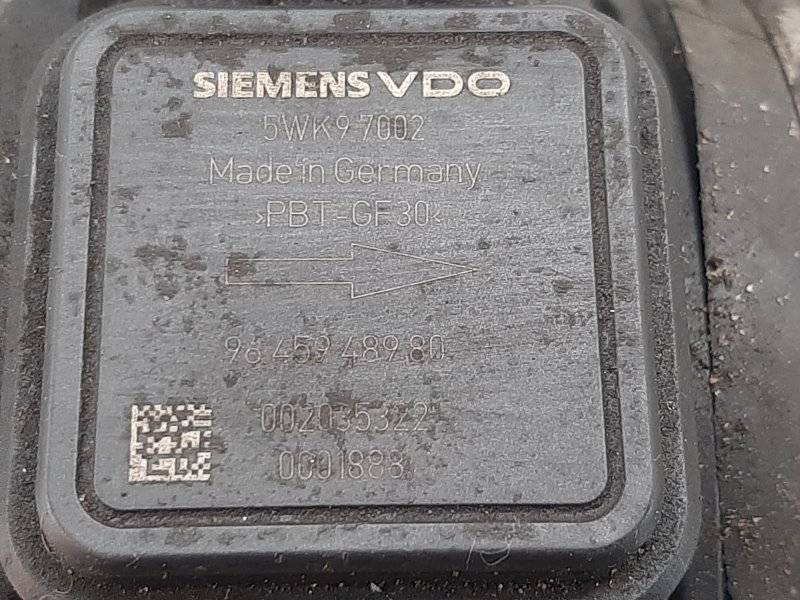 SIEMENS VDO
5WK9 7002
Made in Germany
>PBT-GF30<
96 459 489 80
002035322
0001888